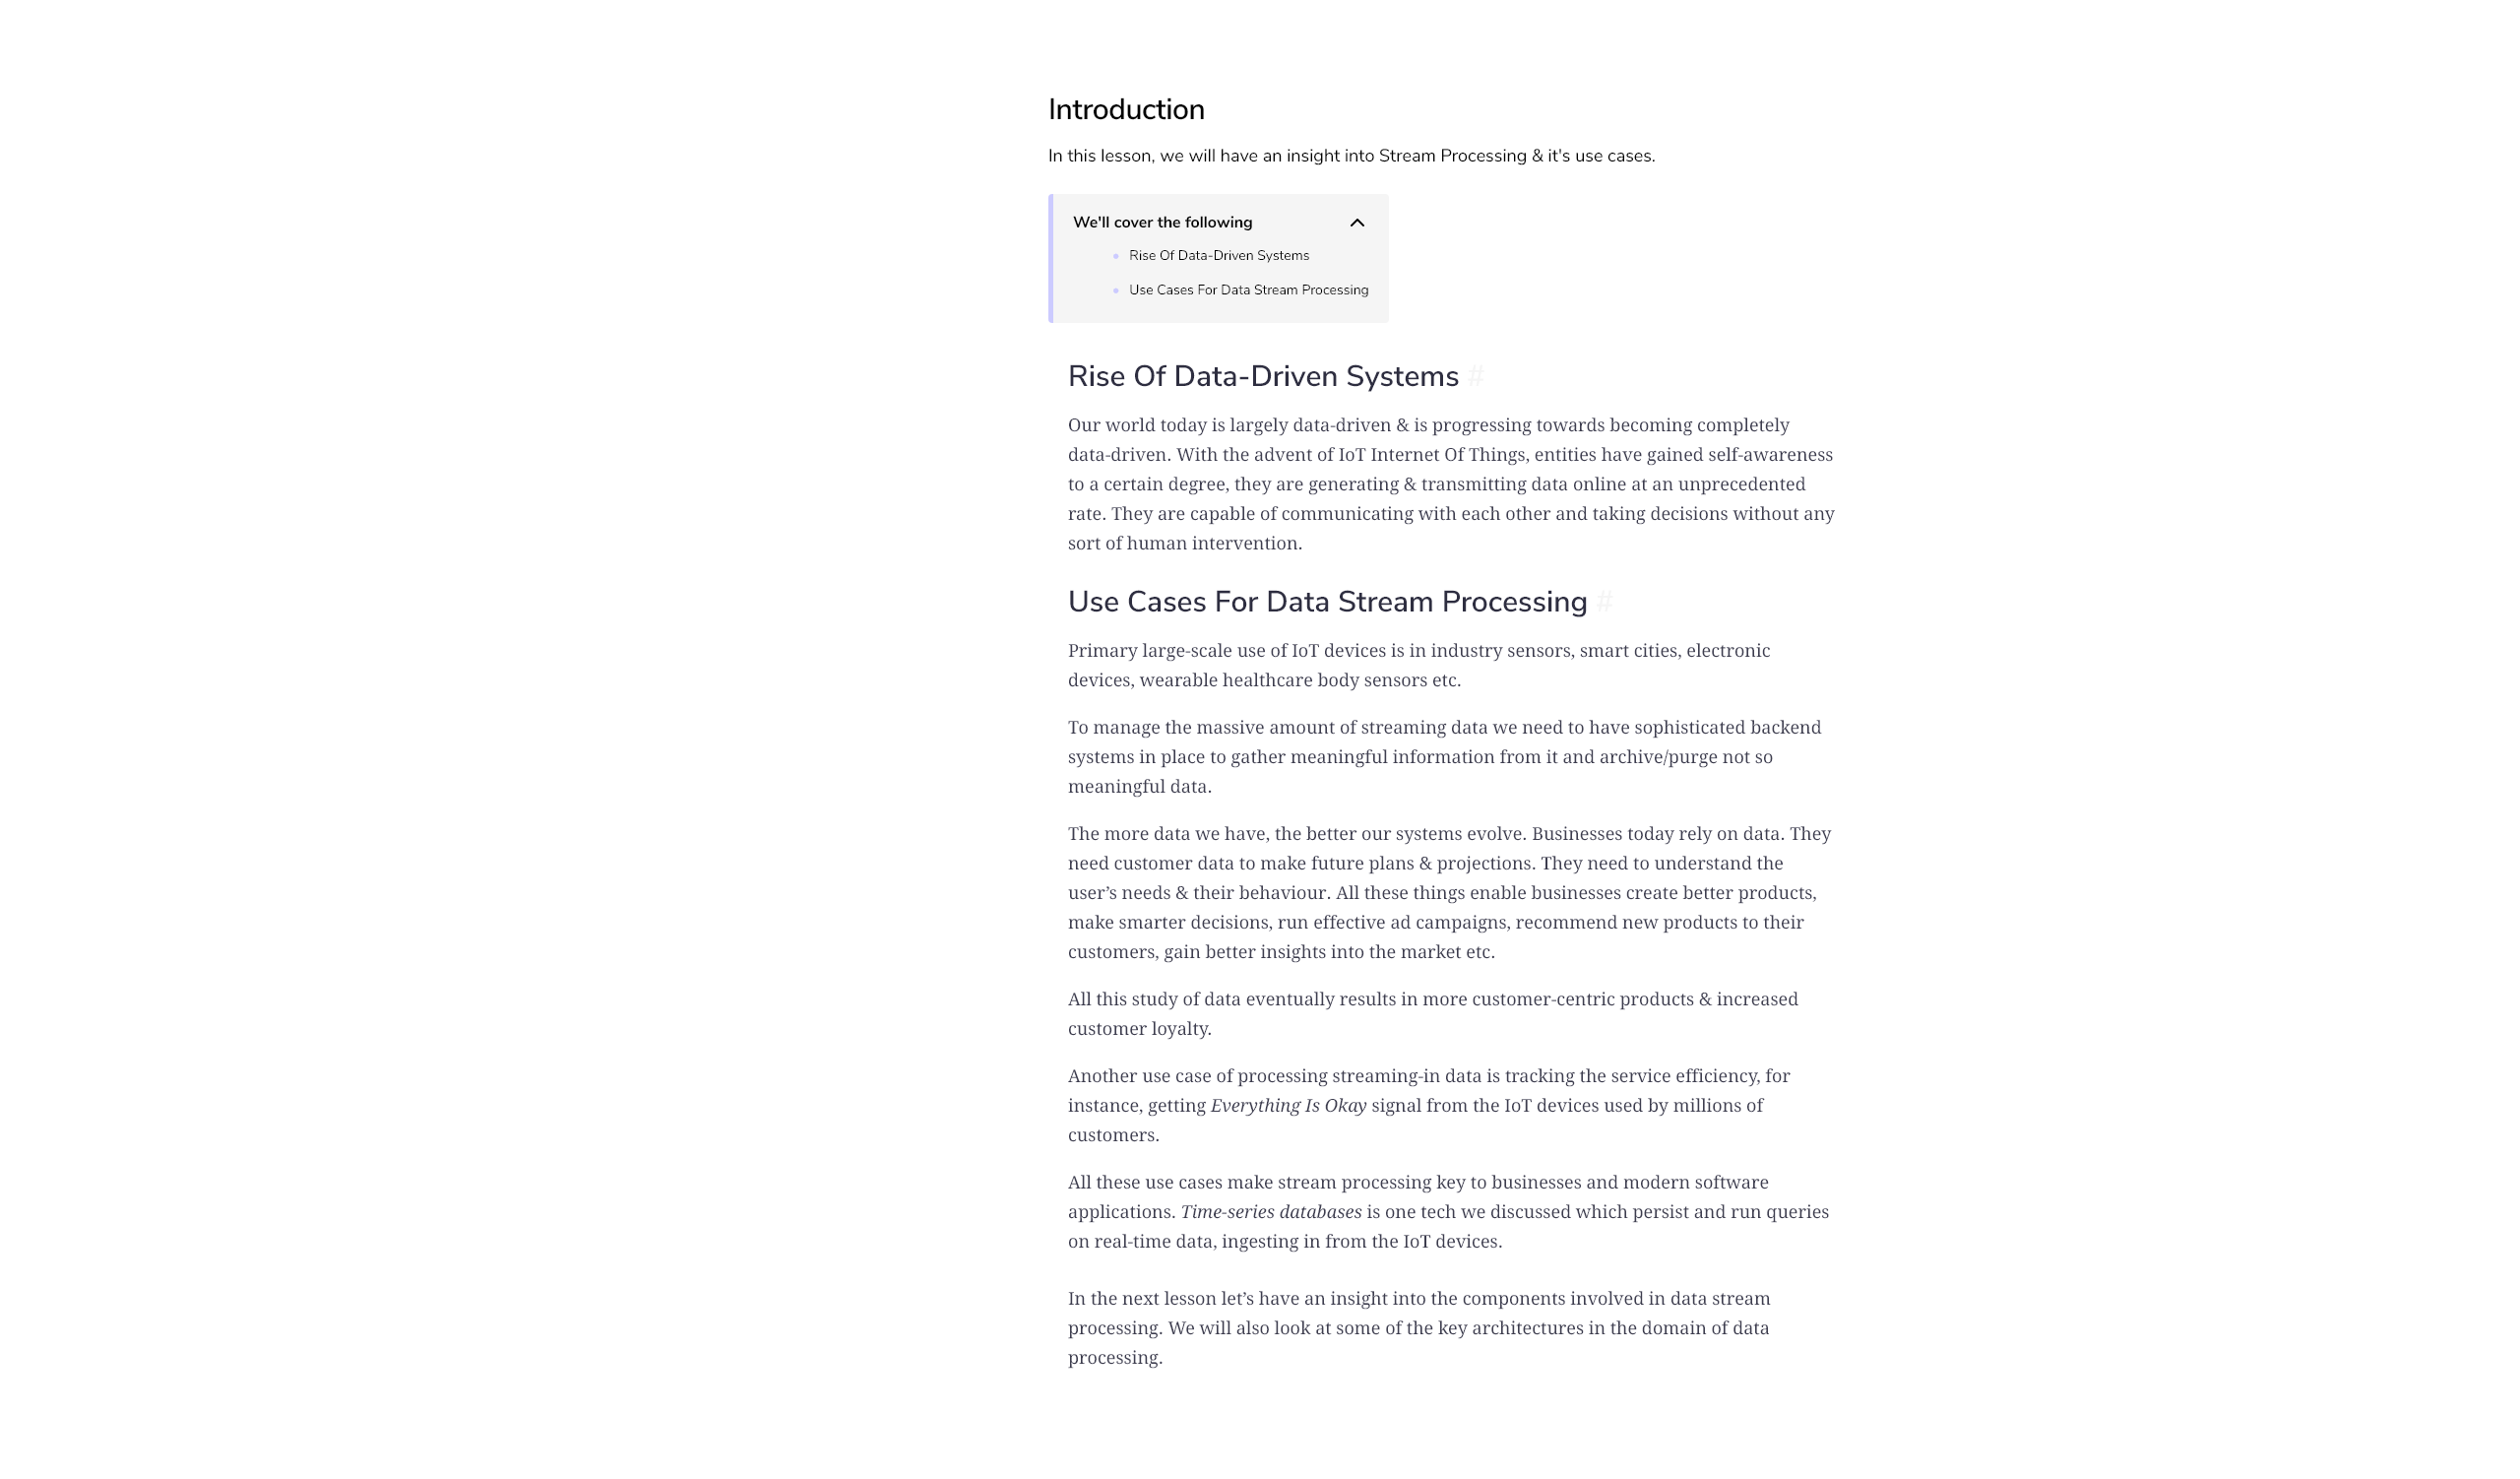 Introduction
In this lesson, we will have an insight into Stream Processing & it's use cases.
We'll cover the following
Rise Of Data-Driven Systems
Use Cases For Data Stream Processing
Rise Of Data-Driven Systems #
Our world today is largely data-driven & is progressing towards becoming completely
data-driven. With the advent of IoT Internet Of Things, entities have gained self-awareness
to a certain degree, they are generating & transmitting data online at an unprecedented
rate. They are capable of communicating with each other and taking decisions without any
sort of human intervention.
Use Cases For Data Stream Processing #
Primary large-scale use of IoT devices is in industry sensors, smart cities, electronic
devices, wearable healthcare body sensors etc.
To manage the massive amount of streaming data we need to have sophisticated backend
systems in place to gather meaningful information from it and archive/purge not so
meaningful data.
The more data we have, the better our systems evolve. Businesses today rely on data. They
need customer data to make future plans & projections. They need to understand the
user’s needs & their behaviour. All these things enable businesses create better products,
make smarter decisions, run effective ad campaigns, recommend new products to their
customers, gain better insights into the market etc.
All this study of data eventually results in more customer-centric products & increased
customer loyalty.
Another use case of processing streaming-in data is tracking the service efficiency, for
instance, getting Everything Is Okay signal from the IoT devices used by millions of
customers.
All these use cases make stream processing key to businesses and modern software
applications. Time-series databases is one tech we discussed which persist and run queries
on real-time data, ingesting in from the IoT devices.
In the next lesson let’s have an insight into the components involved in data stream
processing. We will also look at some of the key architectures in the domain of data
processing.